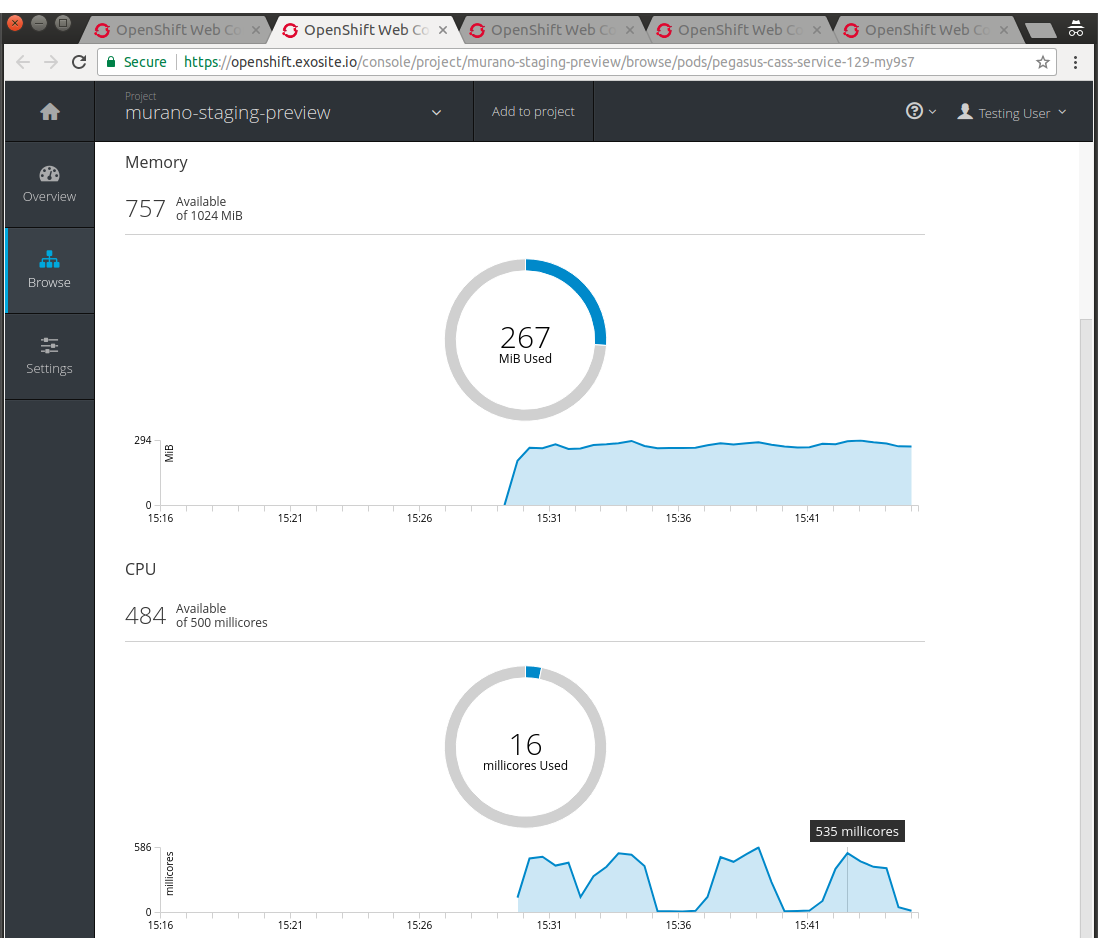 OpenShift Web Co
OpenShift Web Co
OpenShift Web Co
OpenShift Web Co
OpenShift Web Co
Secure
https://openshift.exosite.io/console/project/murano-staging-preview/browse/pods/pegasus-cass-service-129-my9s7
Project
murano-staging-preview
Add to project
Testing User
Overview
Browse
Settings
Memory
757 Available
of 1024 MiB
267
MiB Used
294
MiB
0
15:16 15:21 15:26 15:31 15:36 15:41
CPU
484 Available
of 500 millicores
16
millicores Used
535 millicores
586
millicores
0
15:16 15:21 15:26 15:31 15:36 15:41